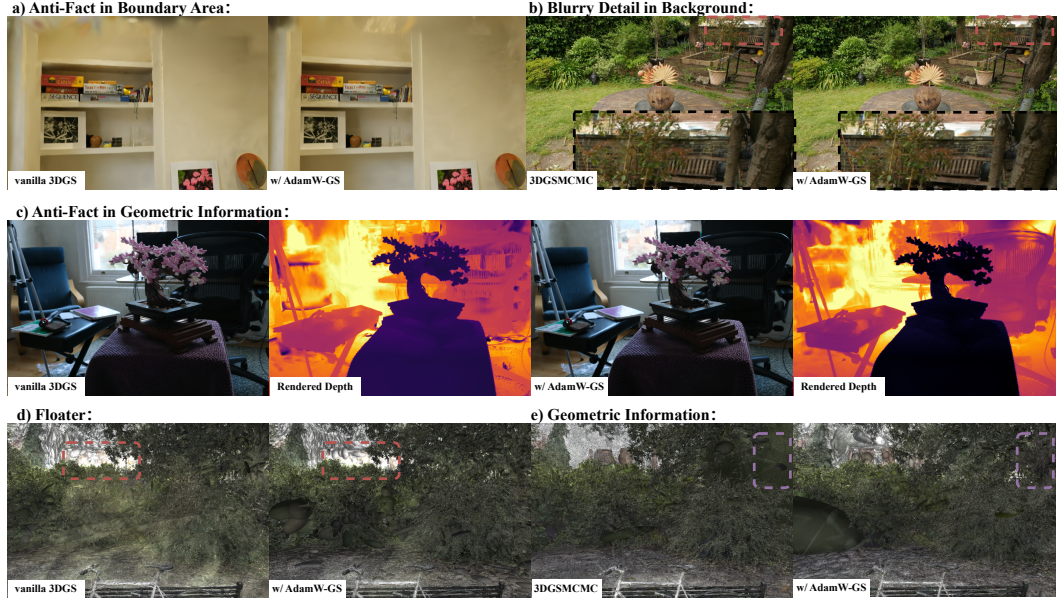 a) Anti-Fact in Boundary Area:
b) Blurry Detail in Background:
SEQUENCE
SEQUENCE
vanilla 3DGS
w/ AdamW-GS
3DGSMCMC
w/ AdamW-GS
c) Anti-Fact in Geometric Information:
vanilla 3DGS
Rendered Depth
w/ AdamW-GS
Rendered Depth
d) Floater:
e) Geometric Information:
vanilla 3DGS
w/ AdamW-GS
3DGSMCMC
w/ AdamW-GS